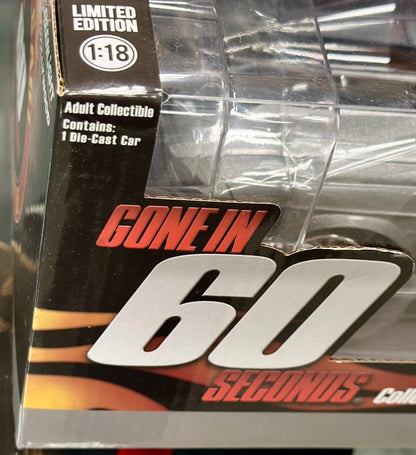 LIMITED
EDITION
1:18
Adult Collectible
Contains:
1 Die-Cast Car
GONE IN
60
SECONDS